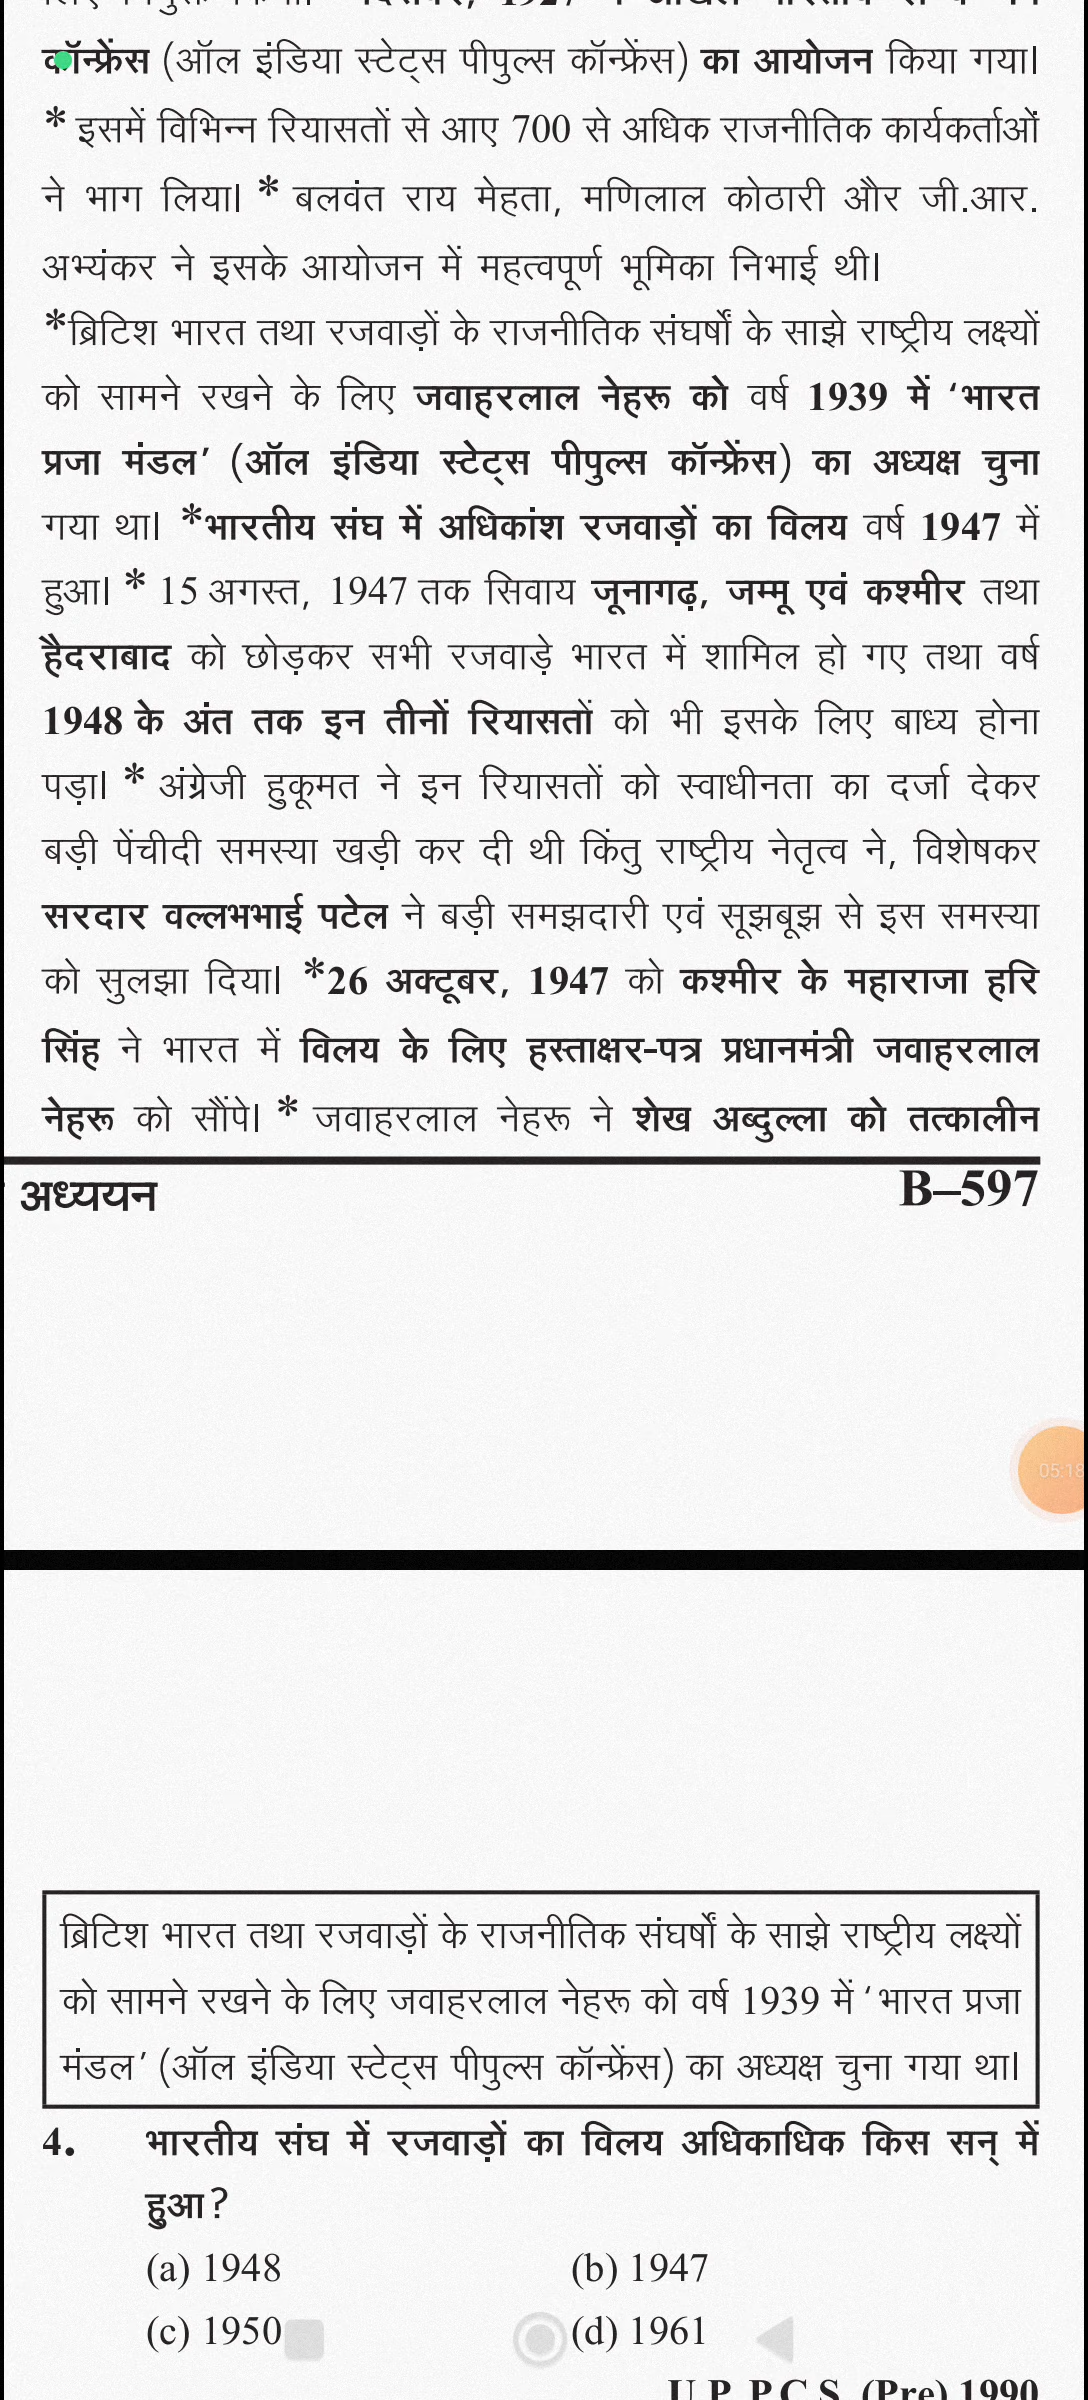 कॉन्फ्रेंस (ऑल इंडिया स्टेट्स पीपुल्स कॉन्फ्रेंस) का आयोजन किया गया।
* इसमें विभिन्न रियासतों से आए 700 से अधिक राजनीतिक कार्यकर्ताओं
ने भाग लिया। * बलवंत राय मेहता, मणिलाल कोठारी और जी.आर.
अभ्यंकर ने इसके आयोजन में महत्वपूर्ण भूमिका निभाई थी।
*ब्रिटिश भारत तथा रजवाड़ों के राजनीतिक संघर्षों के साझे राष्ट्रीय लक्ष्यों
को सामने रखने के लिए जवाहरलाल नेहरू को वर्ष 1939 में ‘भारत
प्रजा मंडल’ (ऑल इंडिया स्टेट्स पीपुल्स कॉन्फ्रेंस) का अध्यक्ष चुना
गया था। *भारतीय संघ में अधिकांश रजवाड़ों का विलय वर्ष 1947 में
हुआ। * 15 अगस्त, 1947 तक सिवाय जूनागढ़, जम्मू एवं कश्मीर तथा
हैदराबाद को छोड़कर सभी रजवाड़े भारत में शामिल हो गए तथा वर्ष
1948 के अंत तक इन तीनों रियासतों को भी इसके लिए बाध्य होना
पड़ा। * अंग्रेजी हुकूमत ने इन रियासतों को स्वाधीनता का दर्जा देकर
बड़ी पेंचीदी समस्या खड़ी कर दी थी किंतु राष्ट्रीय नेतृत्व ने, विशेषकर
सरदार वल्लभभाई पटेल ने बड़ी समझदारी एवं सूझबूझ से इस समस्या
को सुलझा दिया। *26 अक्टूबर, 1947 को कश्मीर के महाराजा हरि
सिंह ने भारत में विलय के लिए हस्ताक्षर-पत्र प्रधानमंत्री जवाहरलाल
नेहरू को सौंपे। * जवाहरलाल नेहरू ने शेख अब्दुल्ला को तत्कालीन
अध्ययन B–597
05:18
ब्रिटिश भारत तथा रजवाड़ों के राजनीतिक संघर्षों के साझे राष्ट्रीय लक्ष्यों
को सामने रखने के लिए जवाहरलाल नेहरू को वर्ष 1939 में ‘भारत प्रजा
मंडल’ (ऑल इंडिया स्टेट्स पीपुल्स कॉन्फ्रेंस) का अध्यक्ष चुना गया था।
4. भारतीय संघ में रजवाड़ों का विलय अधिकाधिक किस सन् में
हुआ?
(a) 1948 (b) 1947
(c) 1950 (d) 1961
U.P. P.C.S. (Pre) 1990